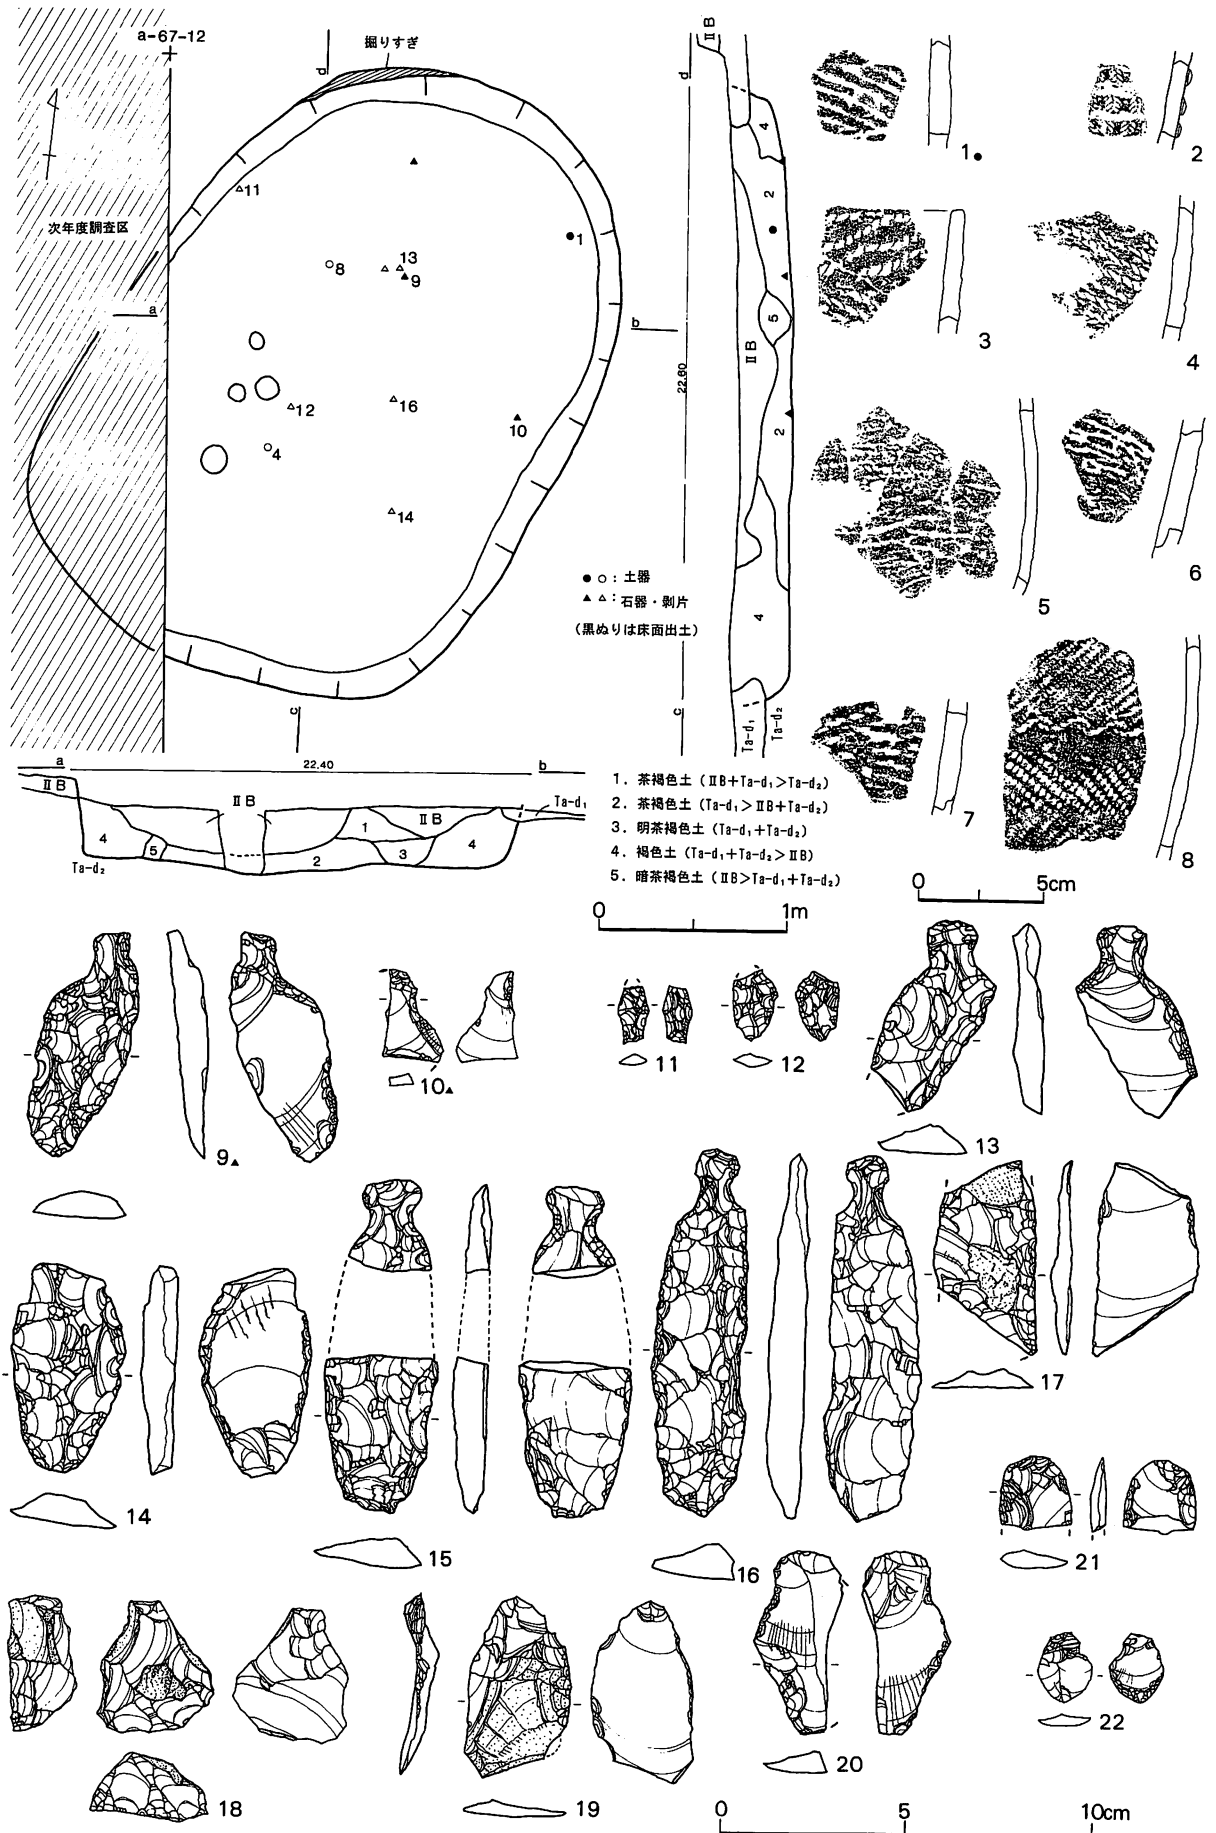 a-67-12
掘りすぎ
d
ⅡB
d
次年度調査区
11
1
8
13
9
a
b
12
16
10
4
14
● ○ : 土器
▲ △ : 石器・剝片
(黒ぬりは床面出土)
c
4
2
5
ⅡB
22.60
2
4
c
Ta-d₁
Ta-d₂
1●
2
3
4
5
6
7
8
a
22.40
b
ⅡB
ⅡB
ⅡB
Ta-d₁
4
5
1
2
3
4
Ta-d₂
1. 茶褐色土 (ⅡB+Ta-d₁>Ta-d₂)
2. 茶褐色土 (Ta-d₁>ⅡB+Ta-d₂)
3. 明茶褐色土 (Ta-d₁+Ta-d₂)
4. 褐色土 (Ta-d₁+Ta-d₂>ⅡB)
5. 暗茶褐色土 (ⅡB>Ta-d₁+Ta-d₂)
0 1m
0 5cm
9▲
10▲
11
12
13
14
15
16
17
18
19
20
21
22
0 5 10cm